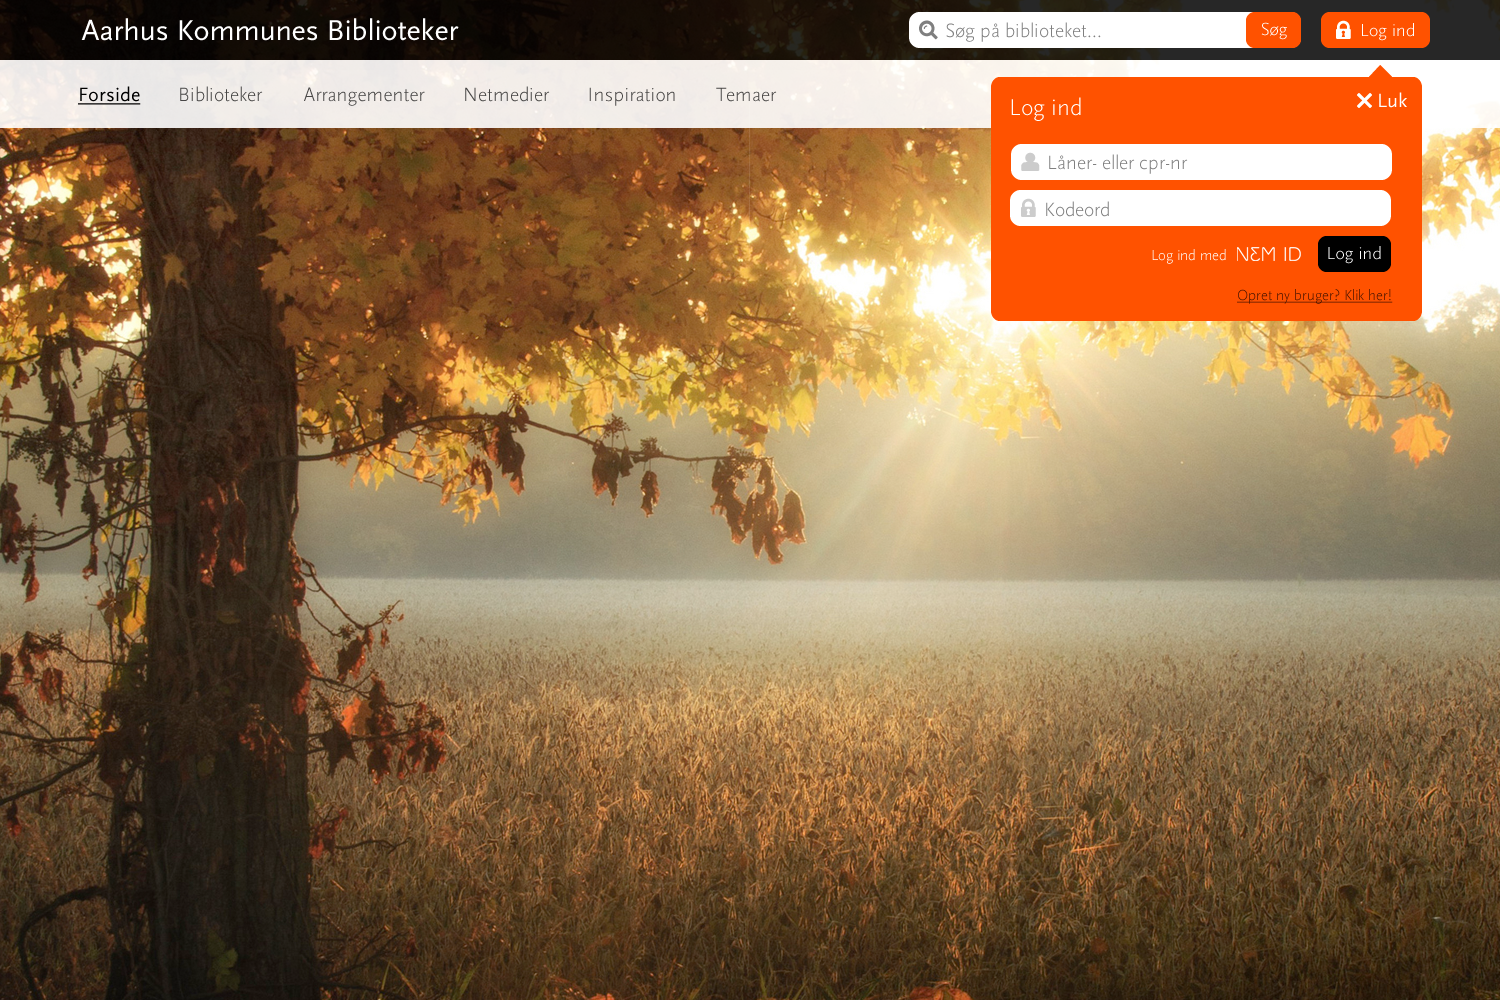 Aarhus Kommunes Biblioteker
Søg på biblioteket...
Søg
Log ind
Forside Biblioteker Arrangementer Netmedier Inspiration Temaer
Log ind
Luk
Låner- eller cpr-nr
Kodeord
Log ind med NEM ID
Log ind
Opret ny bruger? Klik her!